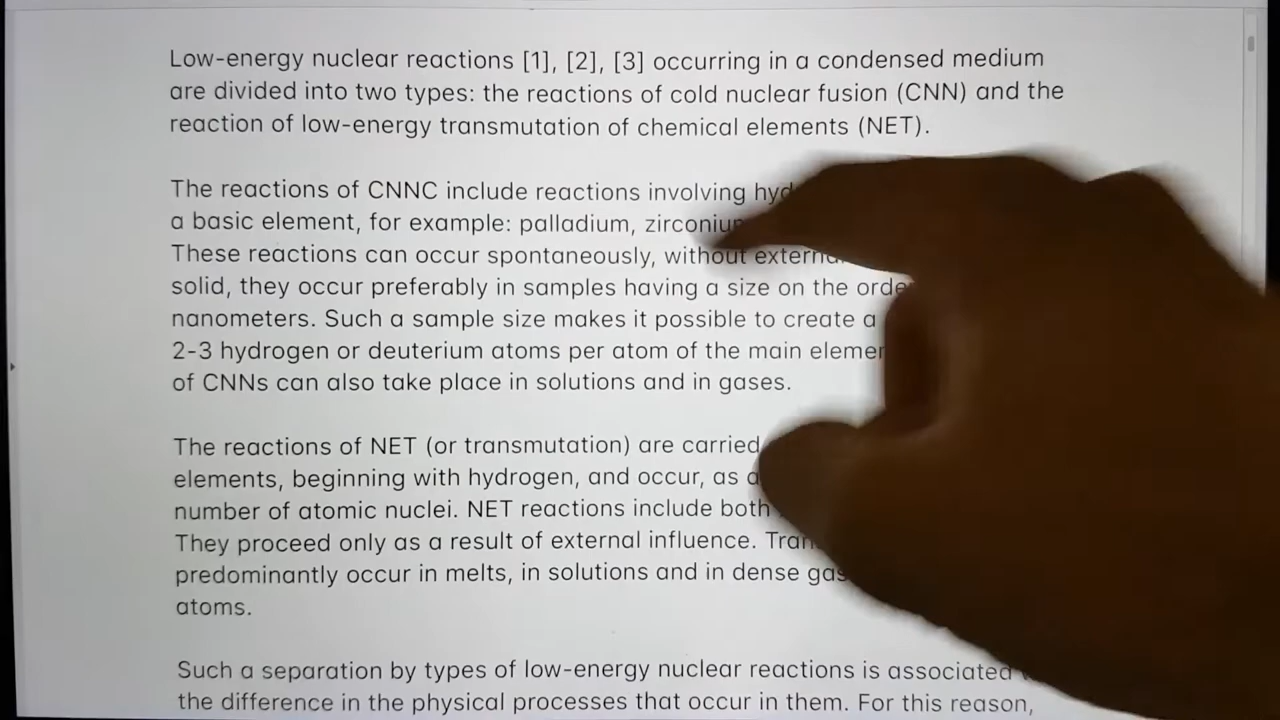 Low-energy nuclear reactions [1], [2], [3] occurring in a condensed medium
are divided into two types: the reactions of cold nuclear fusion (CNN) and the
reaction of low-energy transmutation of chemical elements (NET).
The reactions of CNNC include reactions involving
a basic element, for example: palladium,
These reactions can occur spontaneously, without
solid, they occur preferably in samples having a size on the
nanometers. Such a sample size makes it possible to create a
2-3 hydrogen or deuterium atoms per atom of the main
of CNNs can also take place in solutions and in gases.
The reactions of NET (or transmutation) are carried
elements, beginning with hydrogen, and occur, as
number of atomic nuclei. NET reactions include both
They proceed only as a result of external influence.
predominantly occur in melts, in solutions and in dense
atoms.
Such a separation by types of low-energy nuclear reactions is associated
the difference in the physical processes that occur in them. For this reason,